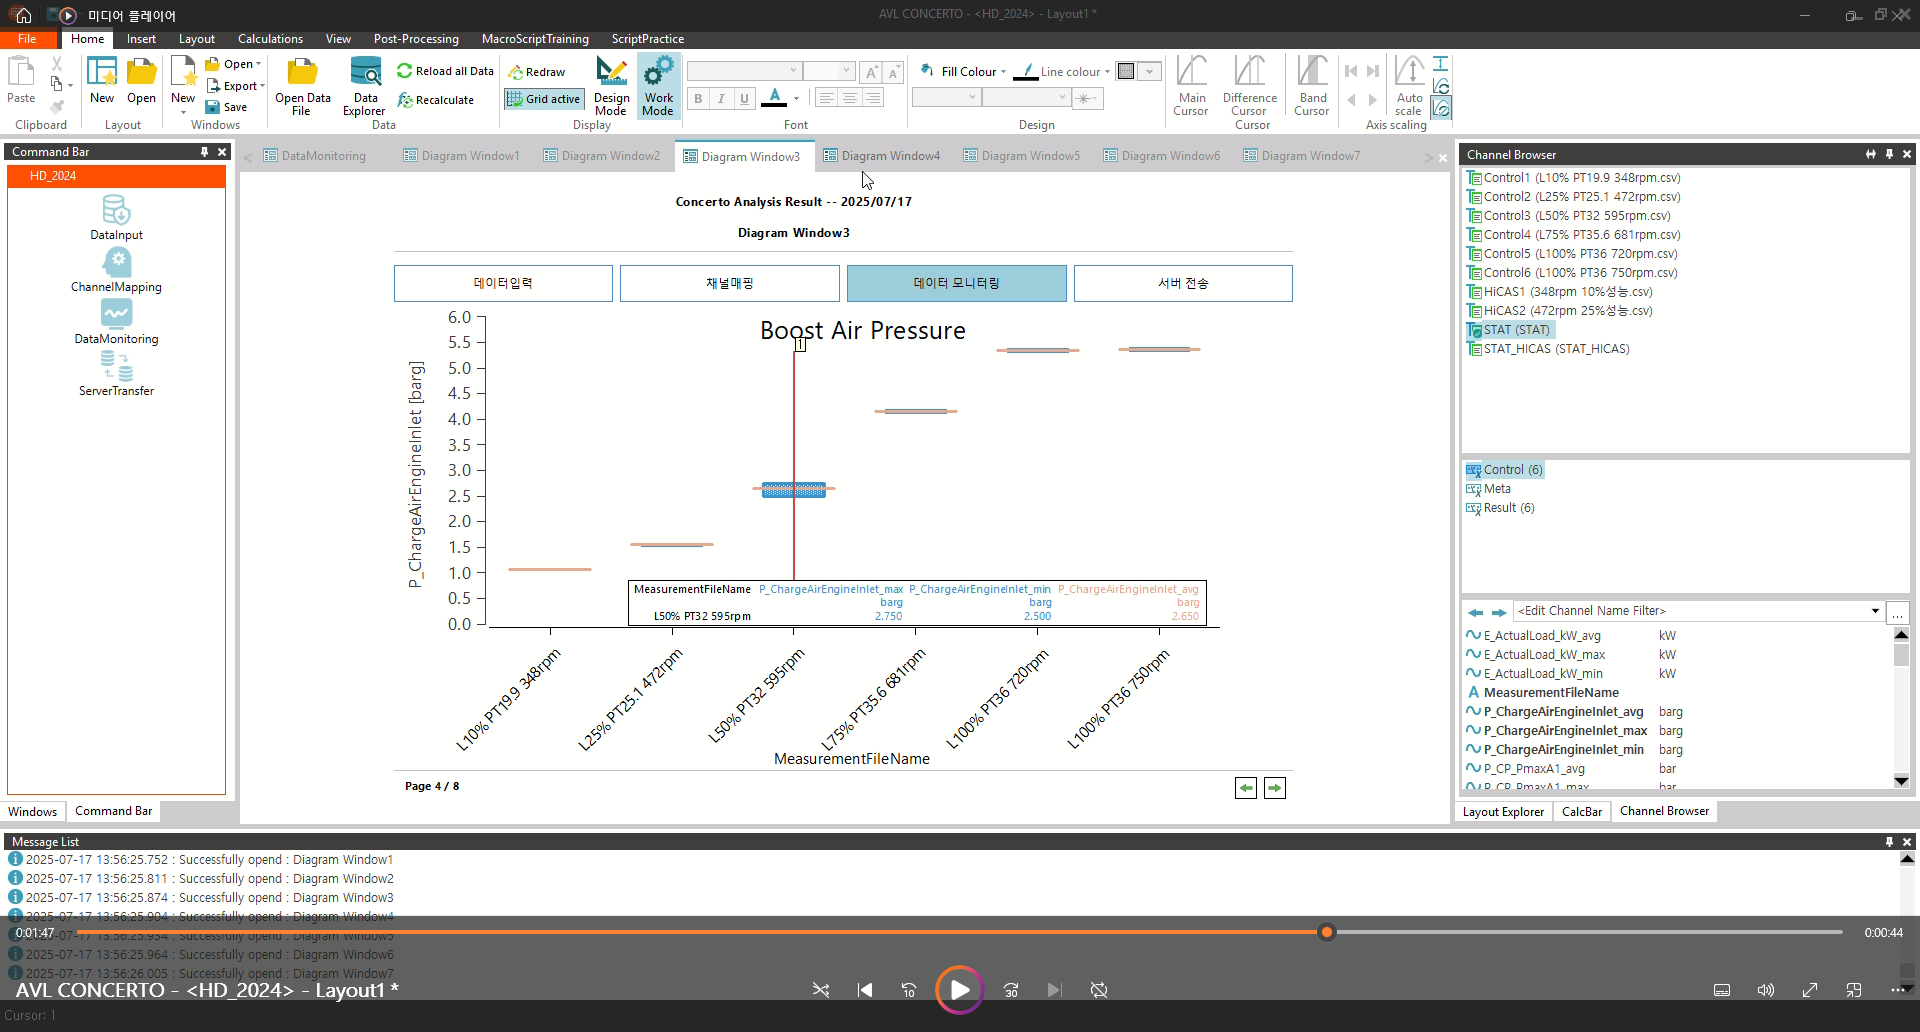 미디어 플레이어
AVL CONCERTO - <HD_2024> - Layout1 *
File Home Insert Layout Calculations View Post-Processing MacroScriptTraining ScriptPractice
Paste
Clipboard
New Open
Layout
New Open Export Save
Windows
Open Data File
Data Explorer
Reload all Data
Recalculate
Data
Redraw
Grid active
Design Mode
Work Mode
Display
B I U A
Font
Fill Colour Line colour
Design
Main Cursor
Difference Cursor
Band Cursor
Cursor
Auto scale
Axis scaling
Command Bar
HD_2024
DataInput
ChannelMapping
DataMonitoring
ServerTransfer
Windows Command Bar
DataMonitoring Diagram Window1 Diagram Window2 Diagram Window3 Diagram Window4 Diagram Window5 Diagram Window6 Diagram Window7
Concerto Analysis Result -- 2025/07/17
Diagram Window3
데이터입력 채널매핑 데이터 모니터링 서버 전송
Boost Air Pressure
1
P_ChargeAirEngineInlet [barg]
6.0
5.5
5.0
4.5
4.0
3.5
3.0
2.5
2.0
1.5
1.0
0.5
0.0
MeasurementFileName P_ChargeAirEngineInlet_max P_ChargeAirEngineInlet_min P_ChargeAirEngineInlet_avg
barg barg barg
L50% PT32 595rpm 2.750 2.500 2.650
L10% PT19.9 348rpm
L25% PT25.1 472rpm
L50% PT32 595rpm
L75% PT35.6 681rpm
L100% PT36 720rpm
L100% PT36 750rpm
MeasurementFileName
Page 4 / 8
Channel Browser
Control1 (L10% PT19.9 348rpm.csv)
Control2 (L25% PT25.1 472rpm.csv)
Control3 (L50% PT32 595rpm.csv)
Control4 (L75% PT35.6 681rpm.csv)
Control5 (L100% PT36 720rpm.csv)
Control6 (L100% PT36 750rpm.csv)
HiCAS1 (348rpm 10%성능.csv)
HiCAS2 (472rpm 25%성능.csv)
STAT (STAT)
STAT_HICAS (STAT_HICAS)
Control (6)
Meta
Result (6)
<Edit Channel Name Filter> ...
E_ActualLoad_kW_avg kW
E_ActualLoad_kW_max kW
E_ActualLoad_kW_min kW
A MeasurementFileName
P_ChargeAirEngineInlet_avg barg
P_ChargeAirEngineInlet_max barg
P_ChargeAirEngineInlet_min barg
P_CP_PmaxA1_avg bar
P_CP_PmaxA1_max bar
Layout Explorer CalcBar Channel Browser
Message List
2025-07-17 13:56:25.752 : Successfully opend : Diagram Window1
2025-07-17 13:56:25.811 : Successfully opend : Diagram Window2
2025-07-17 13:56:25.874 : Successfully opend : Diagram Window3
2025-07-17 13:56:25.904 : Successfully opend : Diagram Window4
0:01:47 0:00:44
2025-07-17 13:56:25.934 : Successfully opend : Diagram Window5
2025-07-17 13:56:25.964 : Successfully opend : Diagram Window6
2025-07-17 13:56:26.005 : Successfully opend : Diagram Window7
AVL CONCERTO - <HD_2024> - Layout1 *
10 30
Cursor: 1